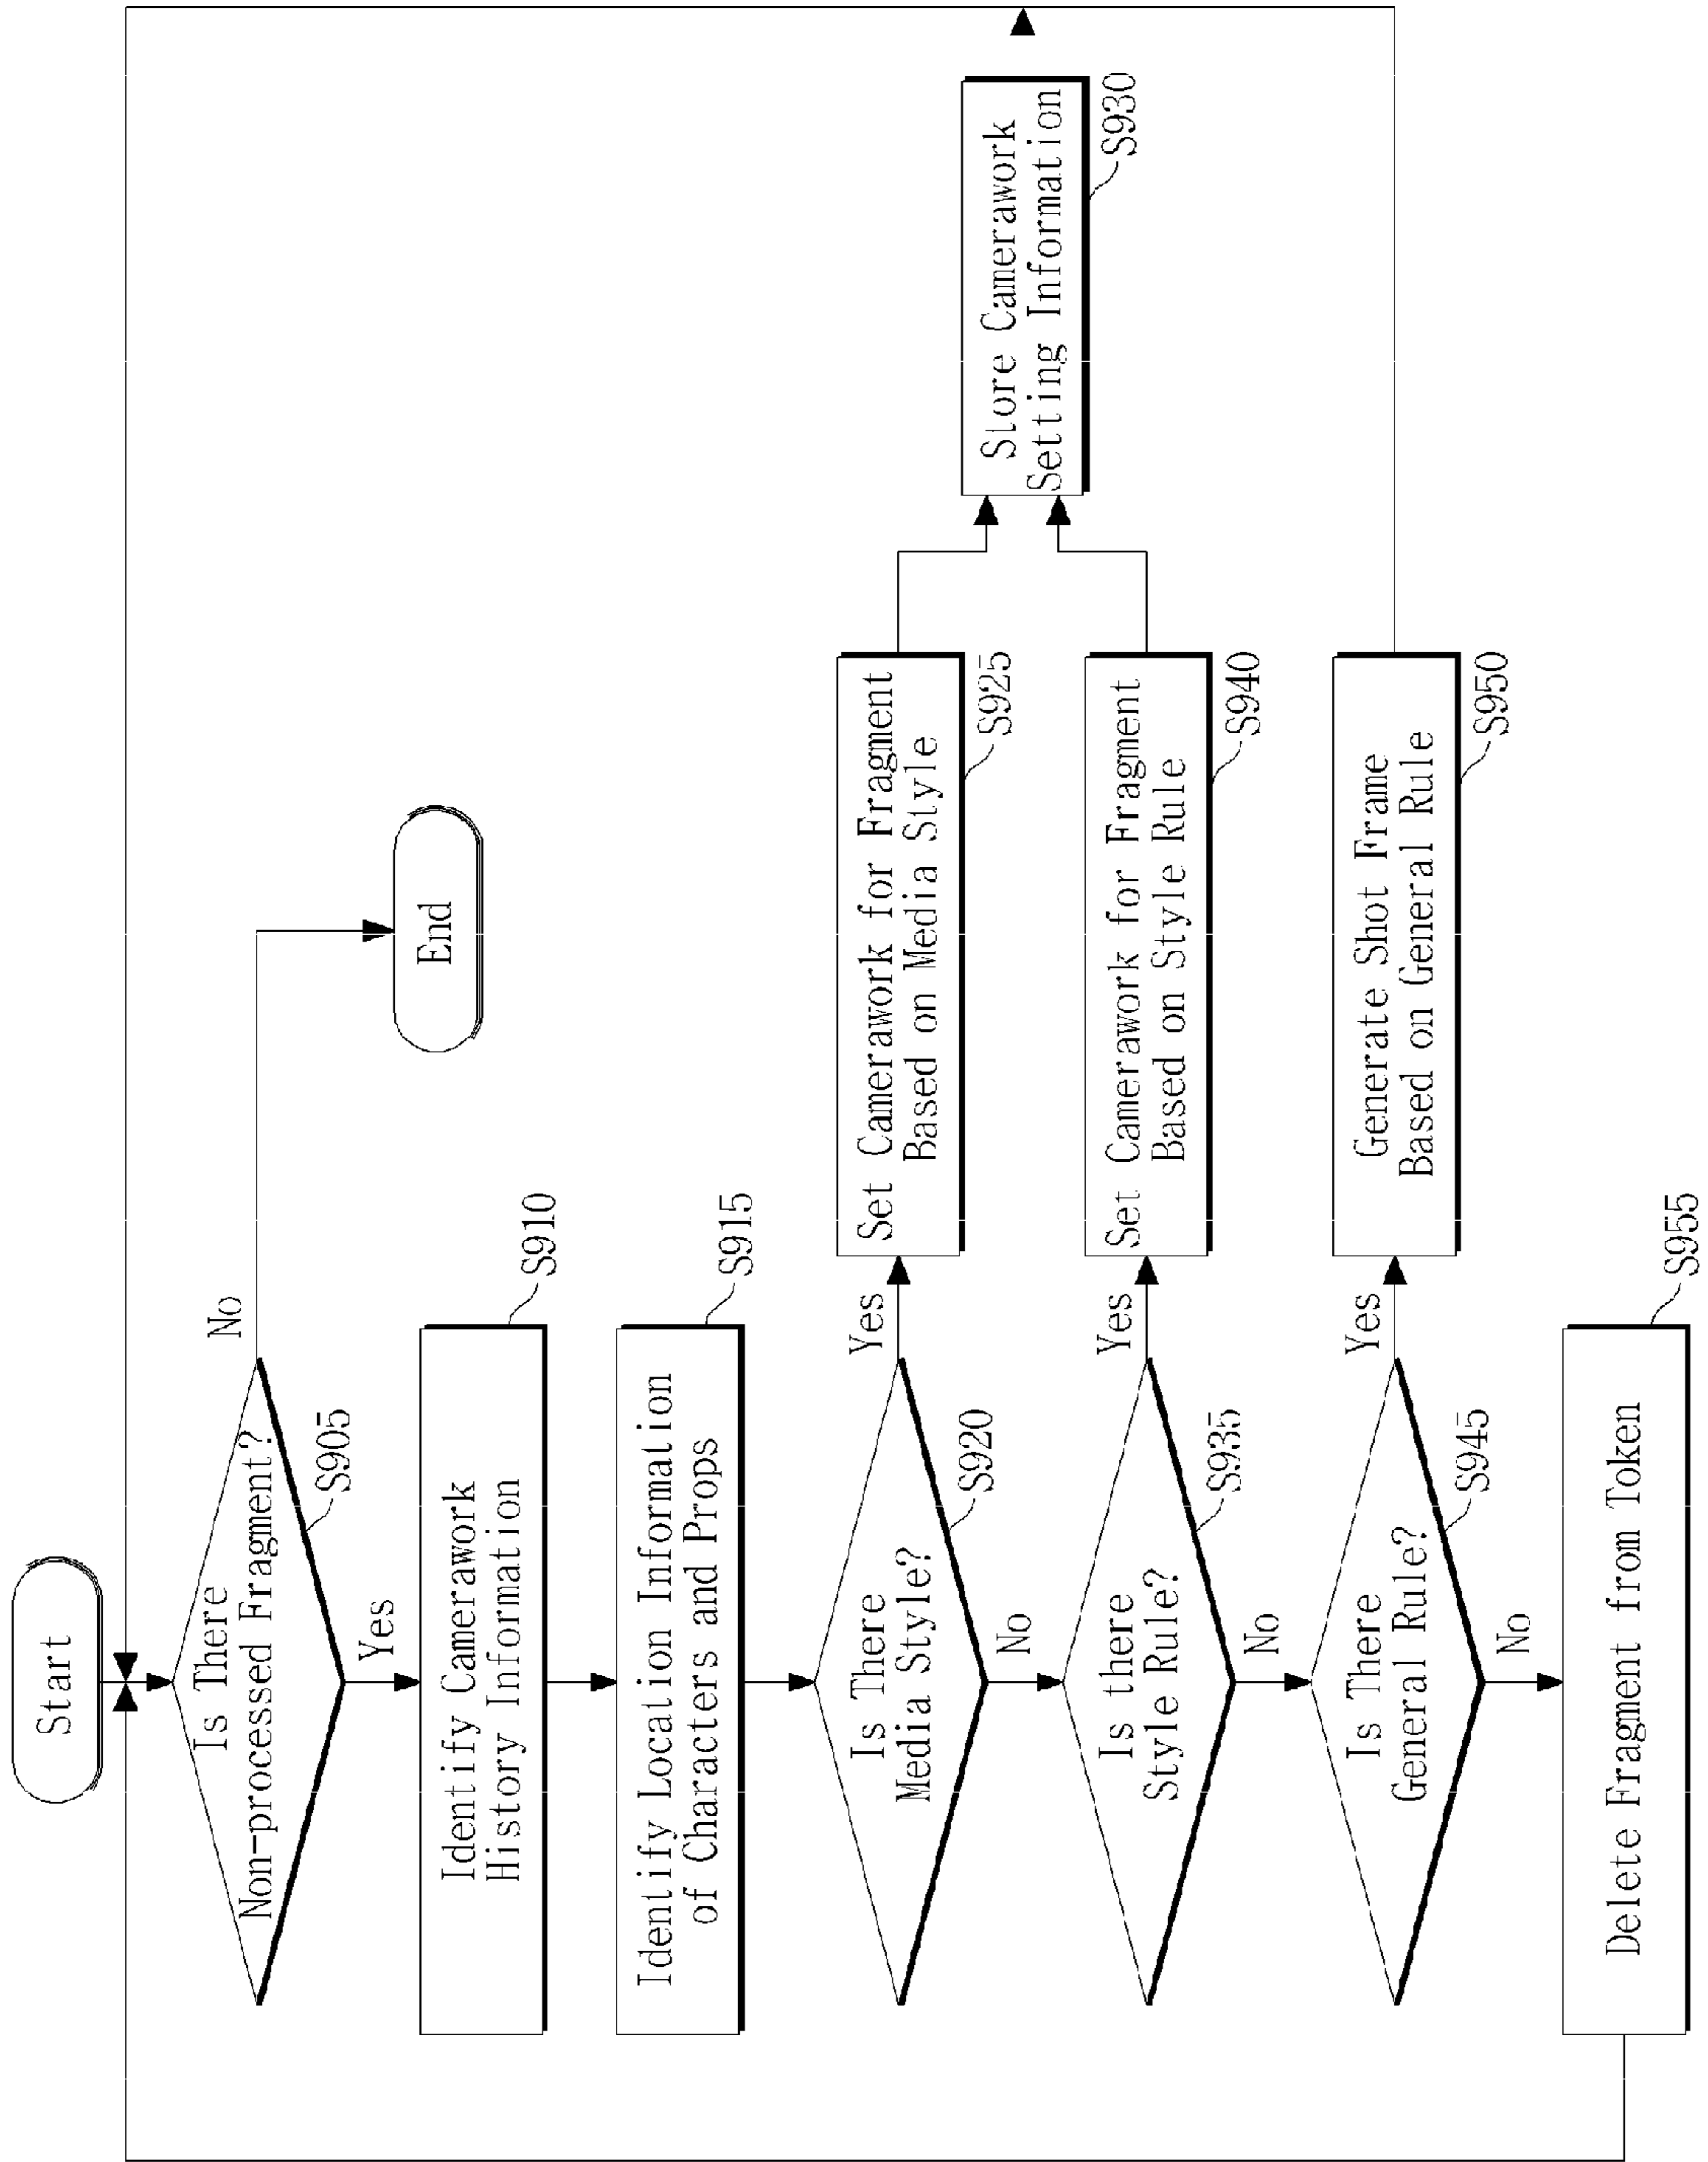 Start
Is There
Non-processed Fragment?
S905
No
End
Yes
Identify Camerawork
History Information
S910
Identify Location Information
of Characters and Props
S915
Is There
Media Style?
S920
Yes
Set Camerawork for Fragment
Based on Media Style
S925
Store Camerawork
Setting Information
S930
No
Is there
Style Rule?
S935
Yes
Set Camerawork for Fragment
Based on Style Rule
S940
No
Is There
General Rule?
S945
Yes
Generate Shot Frame
Based on General Rule
S950
No
Delete Fragment from Token
S955